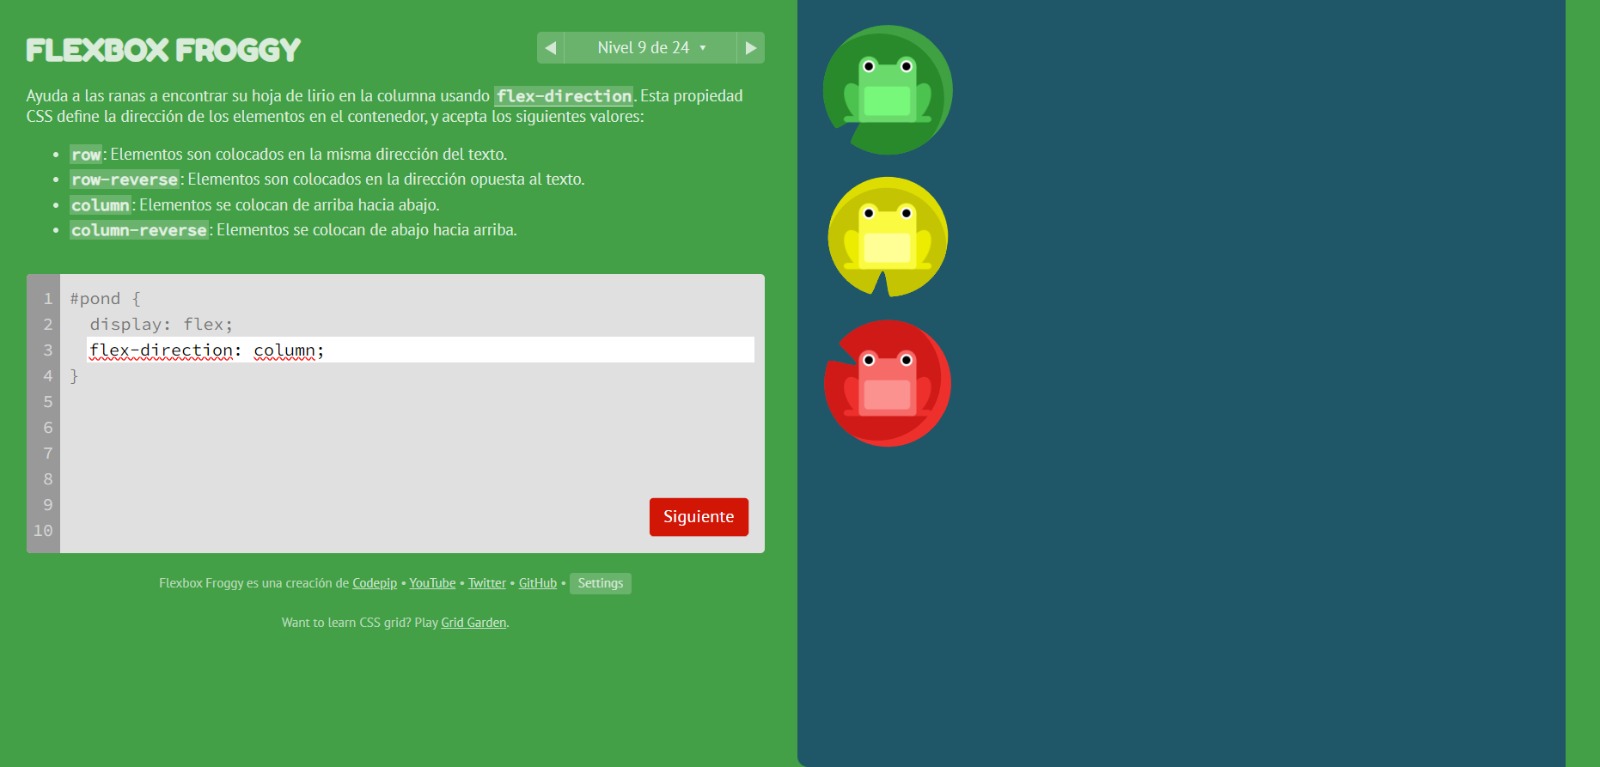 FLEXBOX FROGGY
◀ Nivel 9 de 24 ▾ ▶
Ayuda a las ranas a encontrar su hoja de lirio en la columna usando flex-direction. Esta propiedad
CSS define la dirección de los elementos en el contenedor, y acepta los siguientes valores:
• row: Elementos son colocados en la misma dirección del texto.
• row-reverse: Elementos son colocados en la dirección opuesta al texto.
• column: Elementos se colocan de arriba hacia abajo.
• column-reverse: Elementos se colocan de abajo hacia arriba.
1 #pond {
2   display: flex;
3   flex-direction: column;
4 }
5
6
7
8
9
10
Siguiente
Flexbox Froggy es una creación de Codepip • YouTube • Twitter • GitHub • Settings
Want to learn CSS grid? Play Grid Garden.